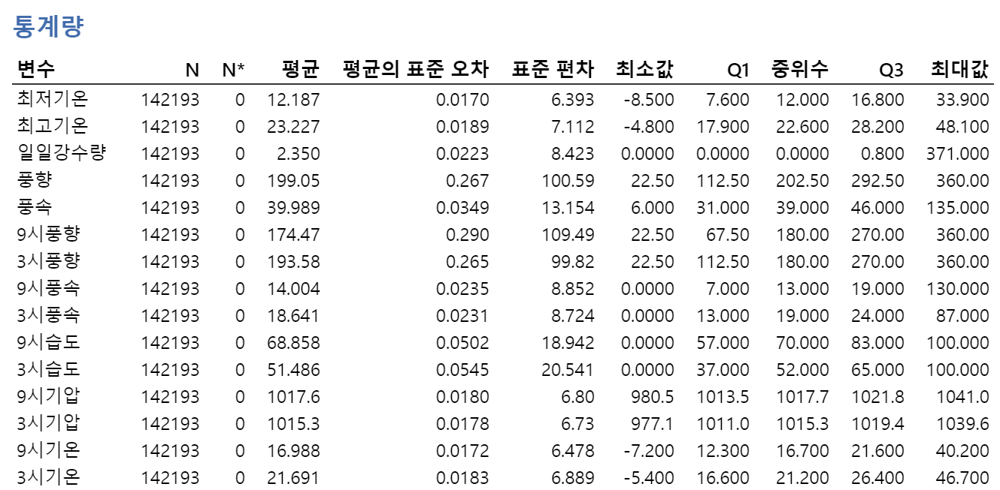 통계량
변수 N N* 평균 평균의 표준 오차 표준 편차 최소값 Q1 중위수 Q3 최대값
최저기온 142193 0 12.187 0.0170 6.393 -8.500 7.600 12.000 16.800 33.900
최고기온 142193 0 23.227 0.0189 7.112 -4.800 17.900 22.600 28.200 48.100
일일강수량 142193 0 2.350 0.0223 8.423 0.0000 0.0000 0.0000 0.800 371.000
풍향 142193 0 199.05 0.267 100.59 22.50 112.50 202.50 292.50 360.00
풍속 142193 0 39.989 0.0349 13.154 6.000 31.000 39.000 46.000 135.000
9시풍향 142193 0 174.47 0.290 109.49 22.50 67.50 180.00 270.00 360.00
3시풍향 142193 0 193.58 0.265 99.82 22.50 112.50 180.00 270.00 360.00
9시풍속 142193 0 14.004 0.0235 8.852 0.0000 7.000 13.000 19.000 130.000
3시풍속 142193 0 18.641 0.0231 8.724 0.0000 13.000 19.000 24.000 87.000
9시습도 142193 0 68.858 0.0502 18.942 0.0000 57.000 70.000 83.000 100.000
3시습도 142193 0 51.486 0.0545 20.541 0.0000 37.000 52.000 65.000 100.000
9시기압 142193 0 1017.6 0.0180 6.80 980.5 1013.5 1017.7 1021.8 1041.0
3시기압 142193 0 1015.3 0.0178 6.73 977.1 1011.0 1015.3 1019.4 1039.6
9시기온 142193 0 16.988 0.0172 6.478 -7.200 12.300 16.700 21.600 40.200
3시기온 142193 0 21.691 0.0183 6.889 -5.400 16.600 21.200 26.400 46.700